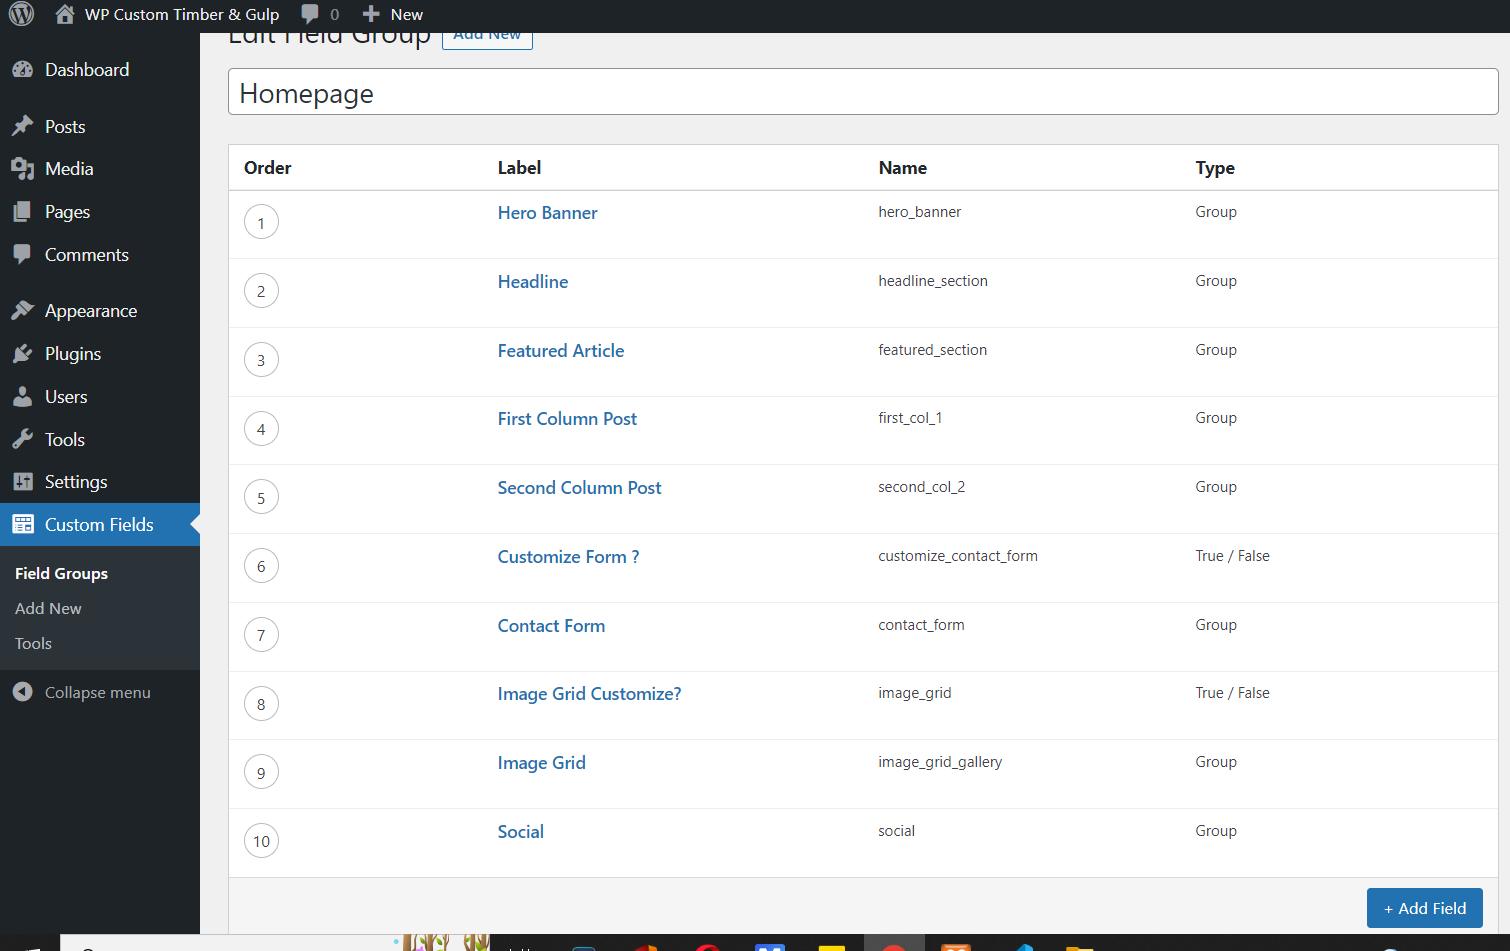 WP Custom Timber & Gulp 0 New
Edit Field Group Add New
Dashboard
Posts
Media
Pages
Comments
Appearance
Plugins
Users
Tools
Settings
Custom Fields
Field Groups
Add New
Tools
Collapse menu
Homepage
Order Label Name Type
1 Hero Banner hero_banner Group
2 Headline headline_section Group
3 Featured Article featured_section Group
4 First Column Post first_col_1 Group
5 Second Column Post second_col_2 Group
6 Customize Form ? customize_contact_form True / False
7 Contact Form contact_form Group
8 Image Grid Customize? image_grid True / False
9 Image Grid image_grid_gallery Group
10 Social social Group
+ Add Field